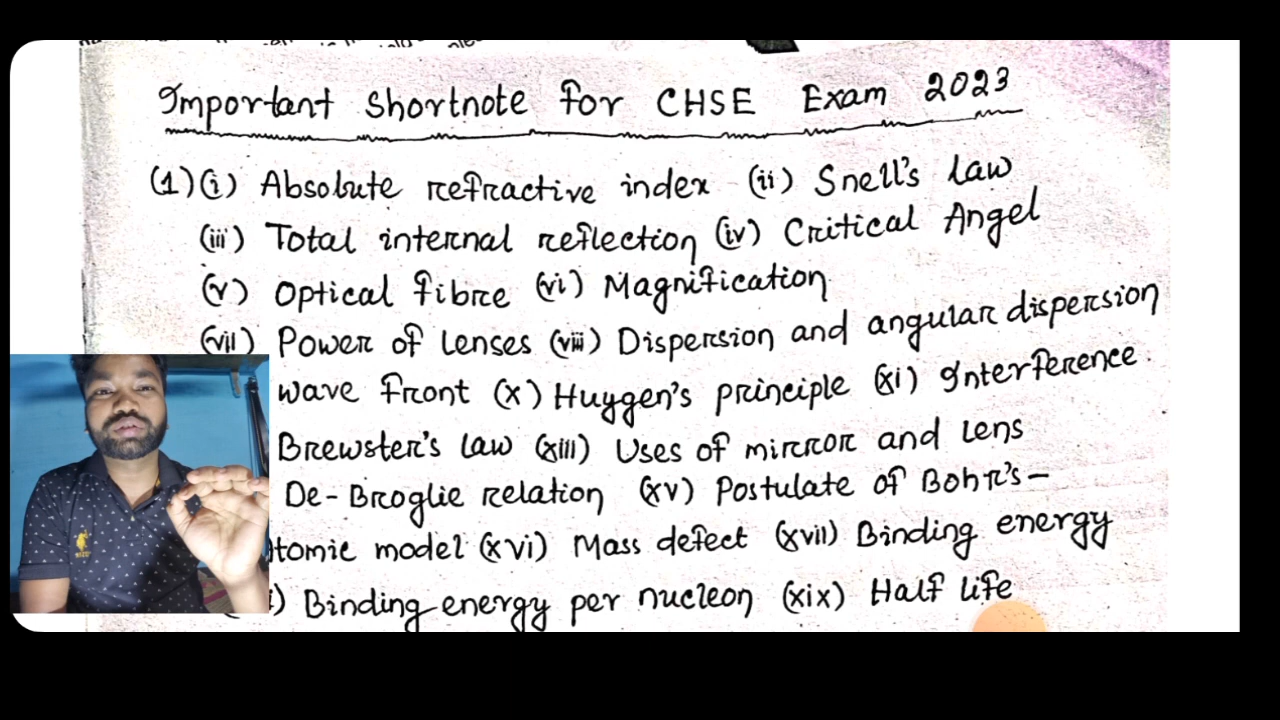 Important shortnote for CHSE Exam 2023
(1)(i) Absolute refractive index (ii) Snell's law
(iii) Total internal reflection (iv) Critical Angel
(v) Optical fibre (vi) Magnification
(vii) Power of lenses (viii) Dispersion and angular dispersion
wave front (x) Huygen's principle (xi) Interference.
Brewster's law (xiii) Uses of mirror and lens
De-Broglie relation (xv) Postulate of Bohr's-
tomic model (xvi) Mass defect (xvii) Binding energy
i) Binding energy per nucleon (xix) Half life